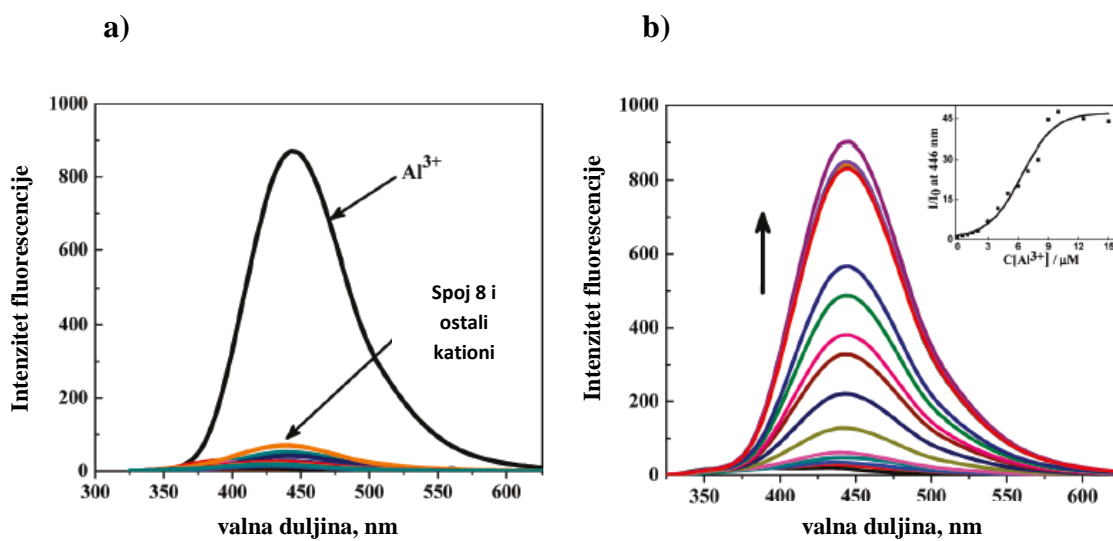 a)
Intenzitet fluorescencije
1000
800
600
400
200
0
Al³⁺
Spoj 8 i
ostali
kationi
300 350 400 450 500 550 600
valna duljina, nm
b)
Intenzitet fluorescencije
1000
800
600
400
200
0
I/I₀ at 446 nm
45
30
15
0
0 3 6 9 12 15
C[Al³⁺] / μM
350 400 450 500 550 600
valna duljina, nm